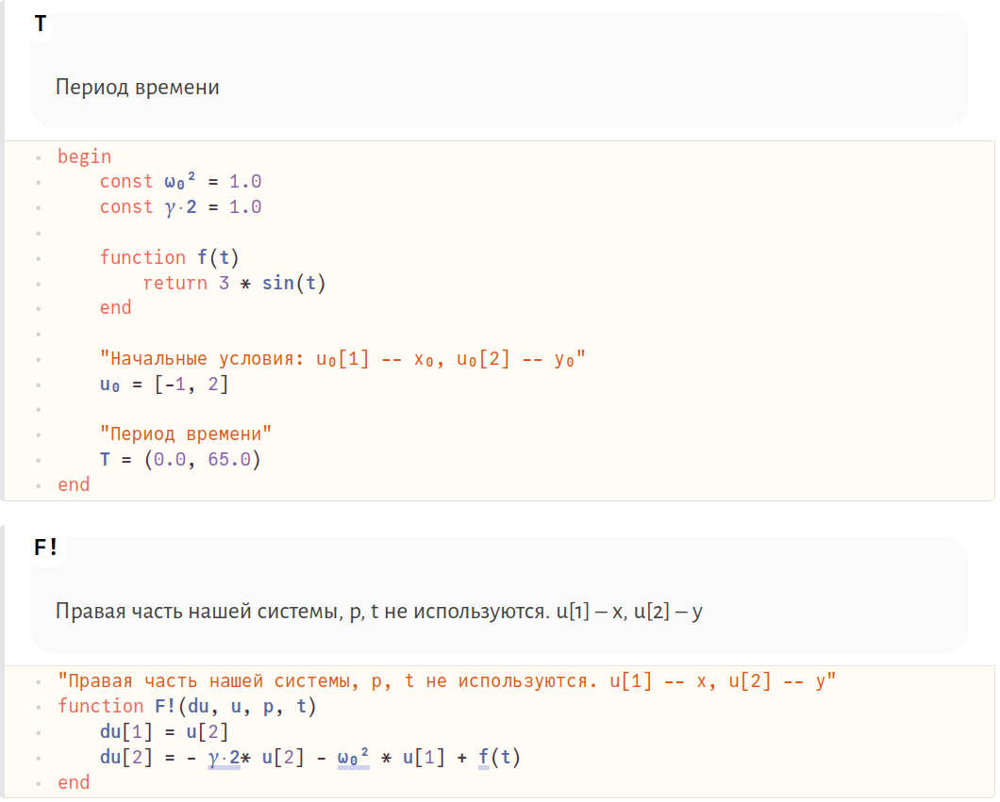 T
Период времени
begin
    const ω₀² = 1.0
    const γ·2 = 1.0
    function f(t)
        return 3 * sin(t)
    end
    "Начальные условия: u₀[1] -- x₀, u₀[2] -- y₀"
    u₀ = [-1, 2]
    "Период времени"
    T = (0.0, 65.0)
end
F!
Правая часть нашей системы, p, t не используются. u[1] – x, u[2] – y
"Правая часть нашей системы, p, t не используются. u[1] -- x, u[2] -- y"
function F!(du, u, p, t)
    du[1] = u[2]
    du[2] = - γ·2* u[2] - ω₀² * u[1] + f(t)
end